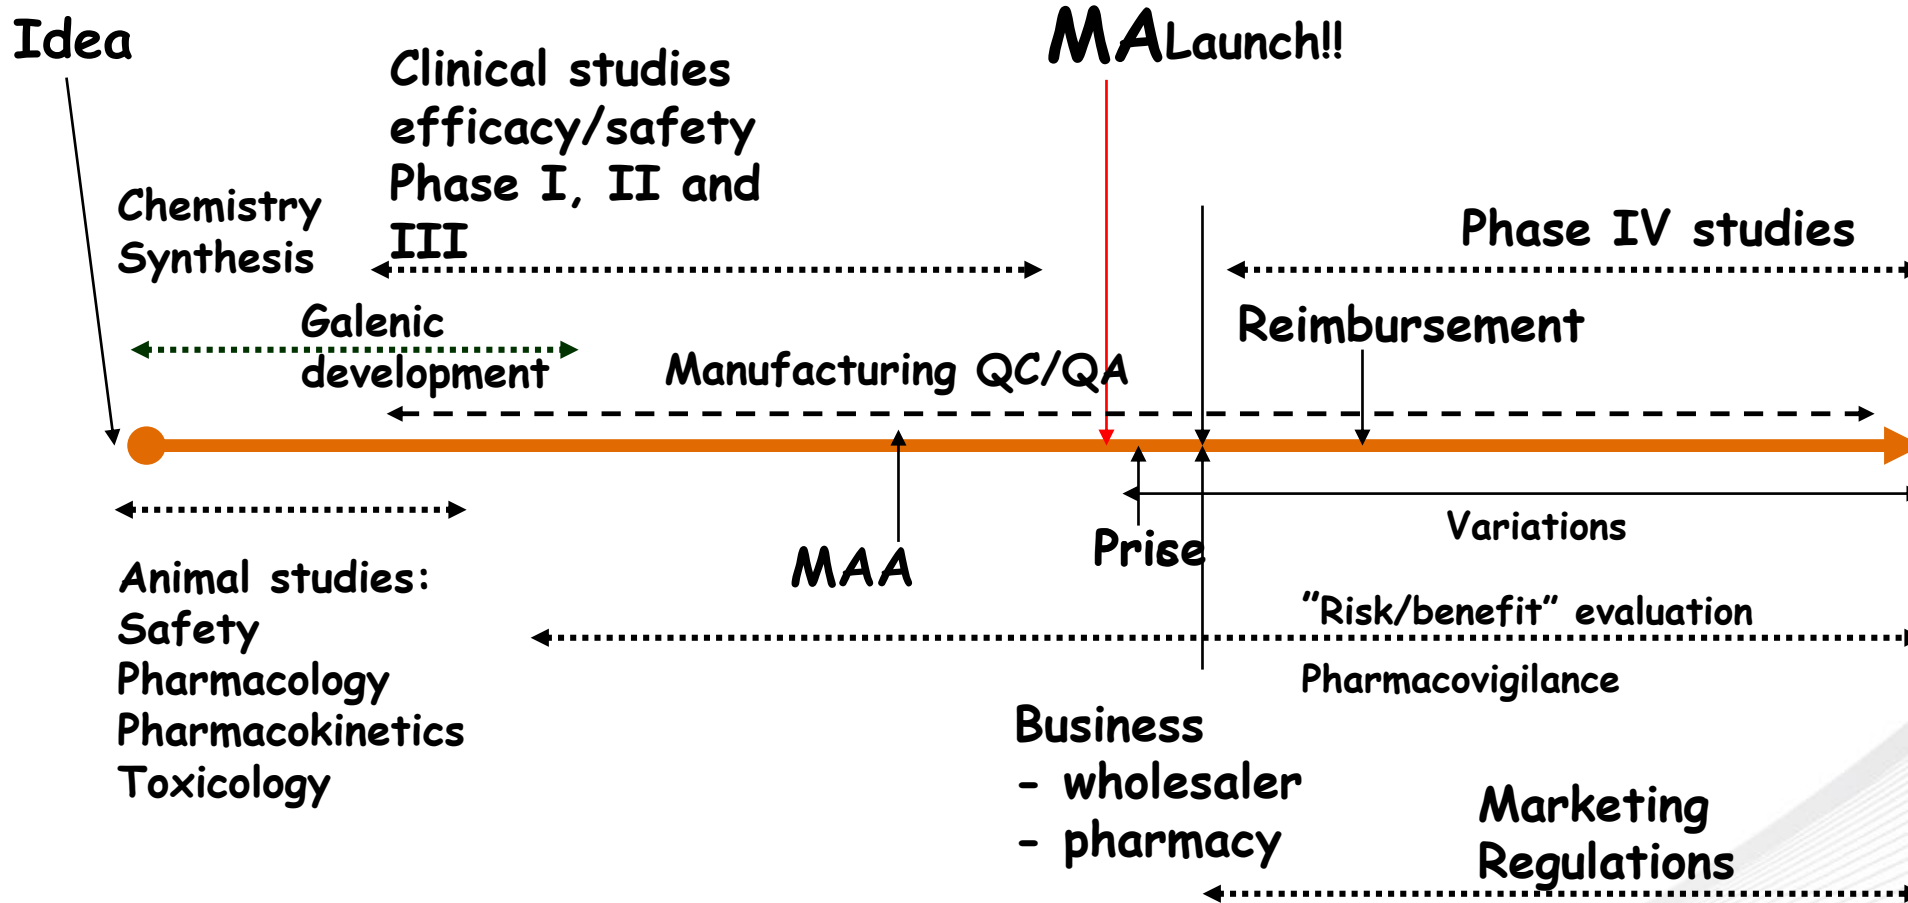 Idea
MA Launch!!
Clinical studies
efficacy/safety
Phase I, II and
III
Chemistry
Synthesis
Phase IV studies
Galenic
development
Reimbursement
Manufacturing QC/QA
Variations
Prise
MAA
Animal studies:
Safety
Pharmacology
Pharmacokinetics
Toxicology
”Risk/benefit” evaluation
Pharmacovigilance
Business
- wholesaler
- pharmacy
Marketing
Regulations